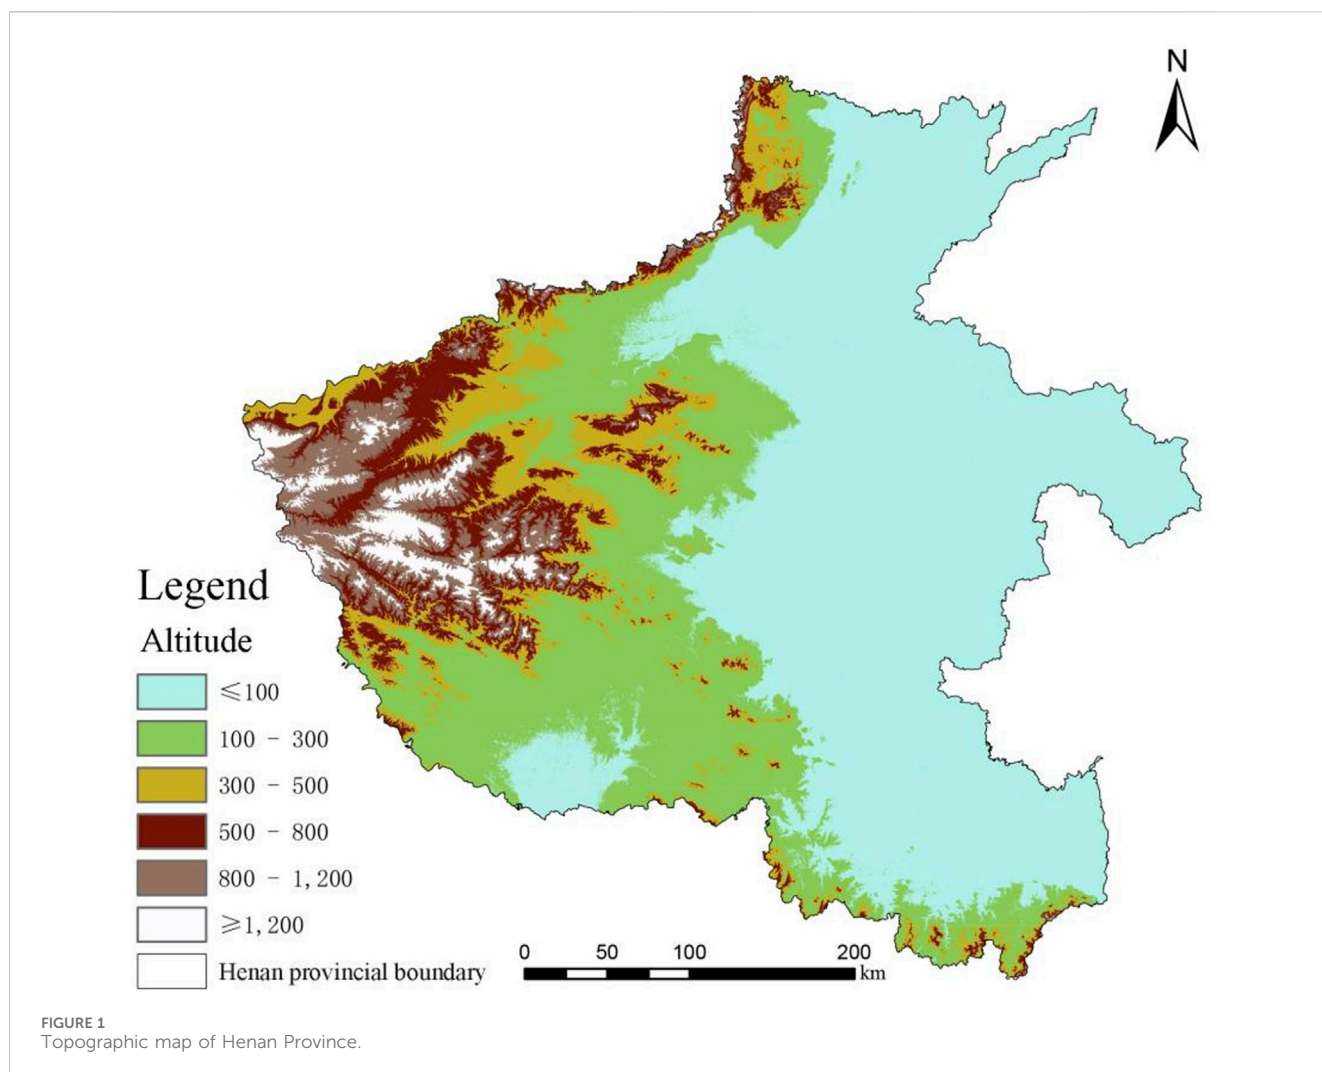 N
Legend
Altitude
≤100
100 - 300
300 - 500
500 - 800
800 - 1,200
≥1,200
Henan provincial boundary
0 50 100 200
km
FIGURE 1
Topographic map of Henan Province.